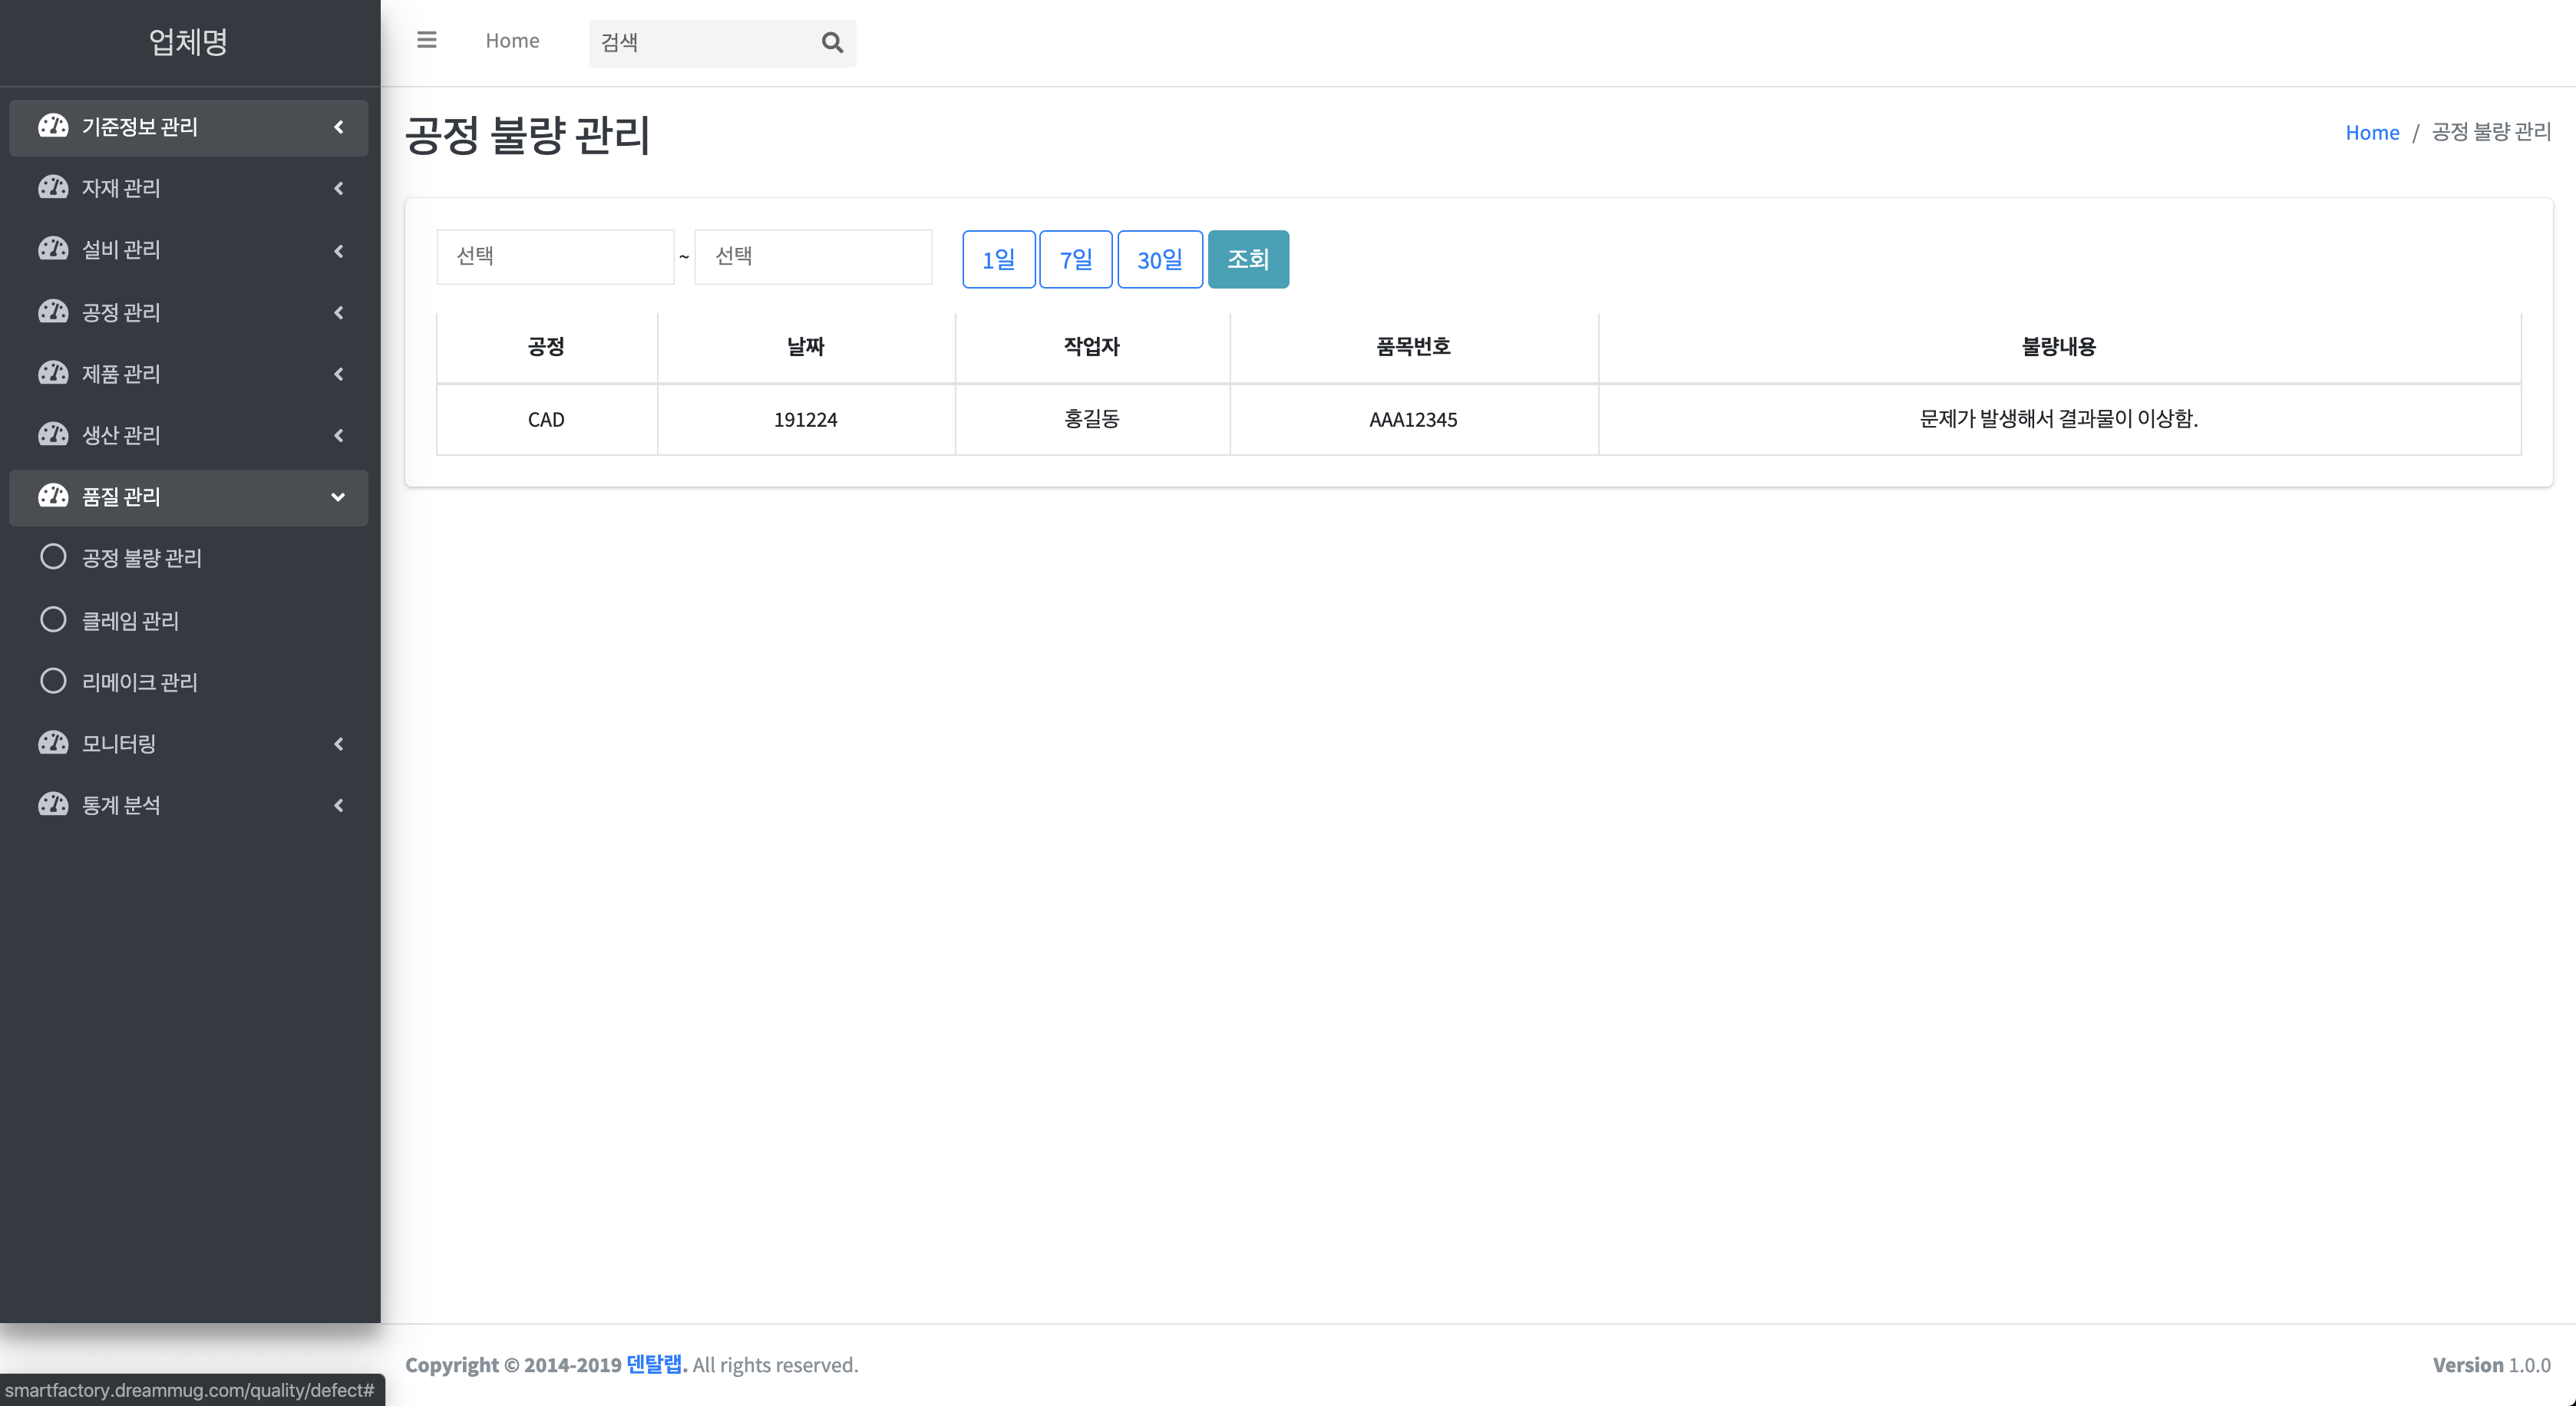 업체명
Home
검색
기준정보 관리
자재 관리
설비 관리
공정 관리
제품 관리
생산 관리
품질 관리
공정 불량 관리
클레임 관리
리메이크 관리
모니터링
통계 분석
공정 불량 관리
Home / 공정 불량 관리
선택 ~ 선택 1일 7일 30일 조회
공정 날짜 작업자 품목번호 불량내용
CAD 191224 홍길동 AAA12345 문제가 발생해서 결과물이 이상함.
Copyright © 2014-2019 덴탈랩. All rights reserved.
Version 1.0.0
smartfactory.dreammug.com/quality/defect#